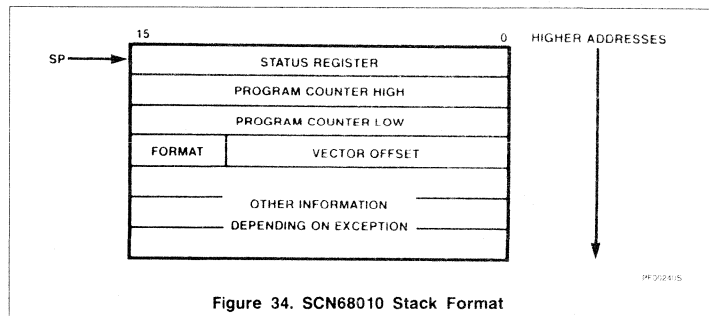 15 0 HIGHER ADDRESSES
SP
STATUS REGISTER
PROGRAM COUNTER HIGH
PROGRAM COUNTER LOW
FORMAT VECTOR OFFSET
OTHER INFORMATION
DEPENDING ON EXCEPTION
Figure 34. SCN68010 Stack Format